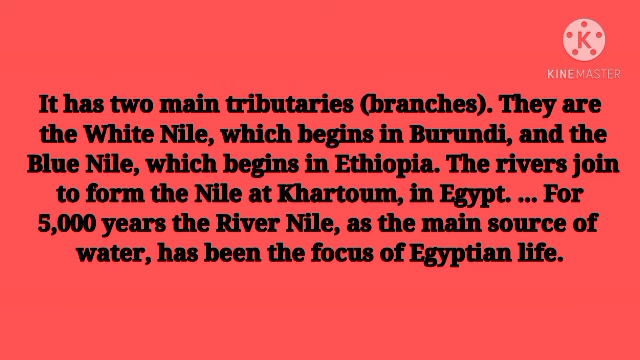 KINEMASTER
It has two main tributaries (branches). They are
the White Nile, which begins in Burundi, and the
Blue Nile, which begins in Ethiopia. The rivers join
to form the Nile at Khartoum, in Egypt. ... For
5,000 years the River Nile, as the main source of
water, has been the focus of Egyptian life.